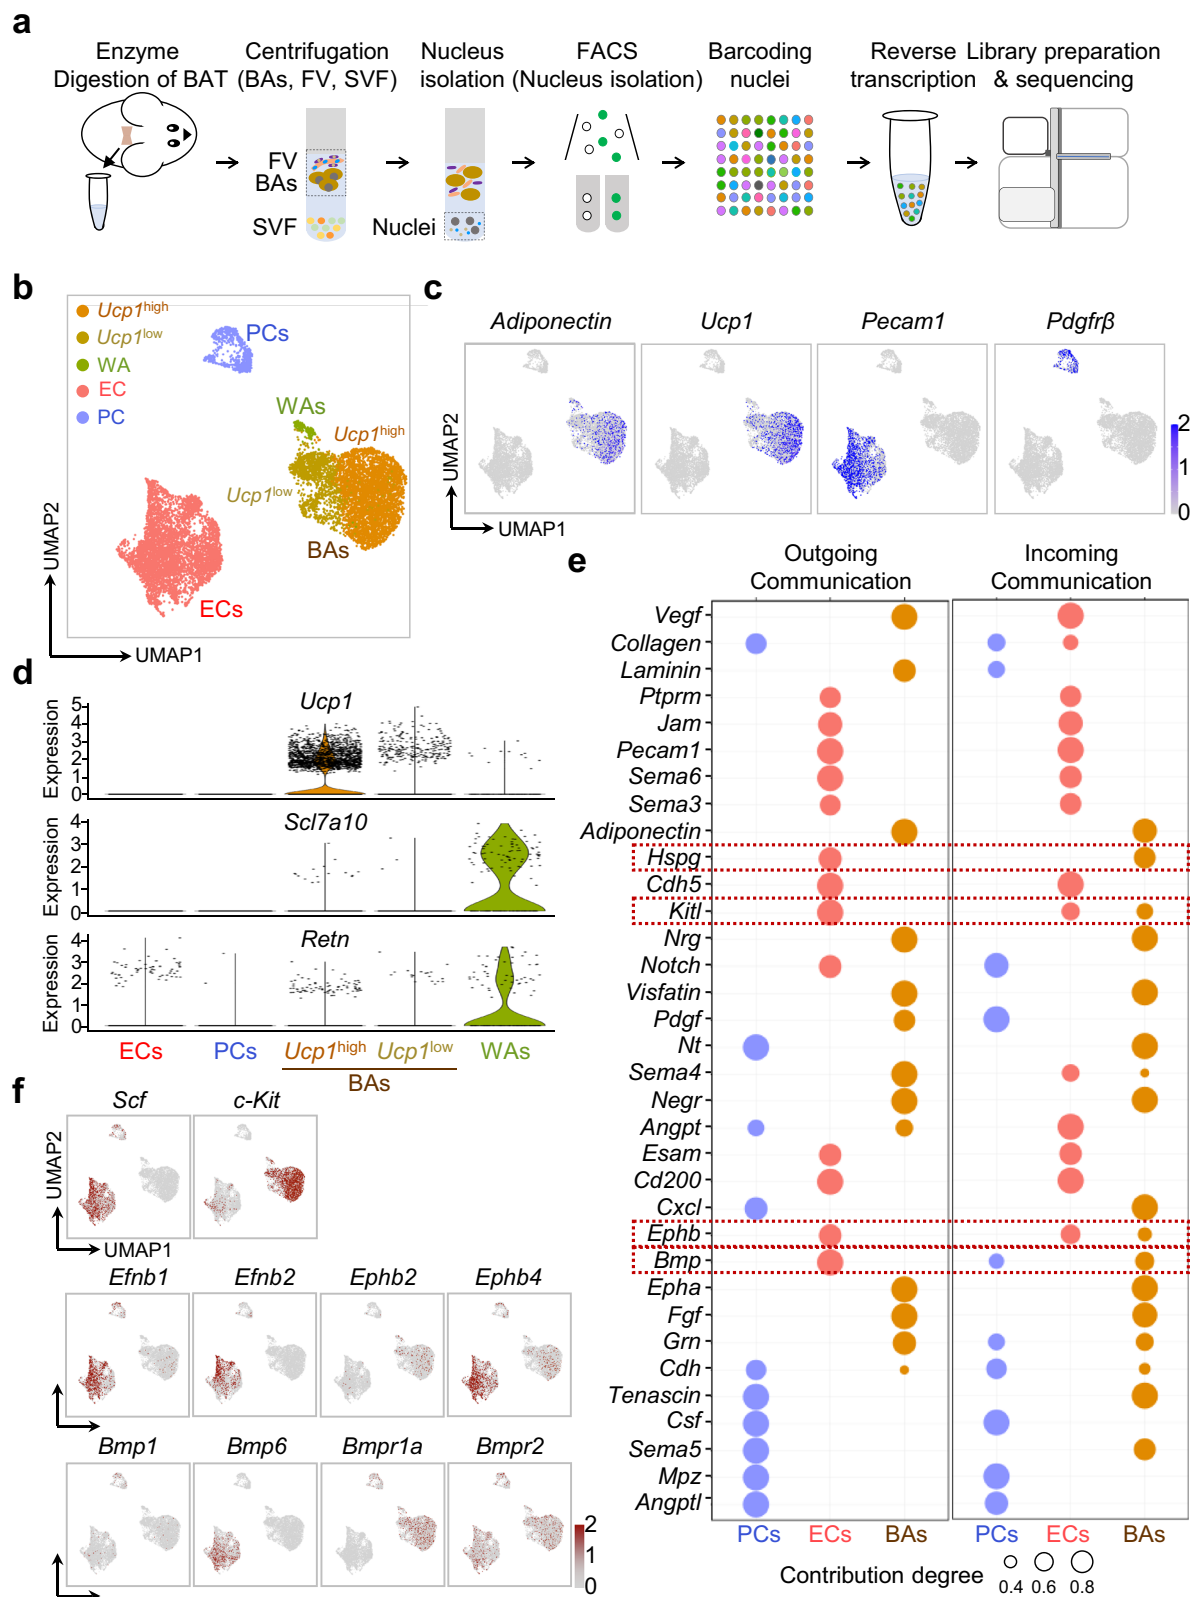 a
Enzyme
Digestion of BAT
Centrifugation
(BAs, FV, SVF)
Nucleus
isolation
FACS
(Nucleus isolation)
Barcoding
nuclei
Reverse
transcription
Library preparation
& sequencing
FV
BAs
SVF
Nuclei
b
Ucp1high
Ucp1low
WA
EC
PC
PCs
WAs
Ucp1high
Ucp1low
BAs
ECs
UMAP2
UMAP1
c
Adiponectin
Ucp1
Pecam1
Pdgfrβ
UMAP2
UMAP1
2
1
0
d
Ucp1
Expression
5
4
3
2
1
0
Scl7a10
Expression
4
3
2
1
0
Retn
Expression
4
3
2
1
0
ECs
PCs
Ucp1high
Ucp1low
WAs
BAs
e
Outgoing
Communication
Incoming
Communication
Vegf
Collagen
Laminin
Ptprm
Jam
Pecam1
Sema6
Sema3
Adiponectin
Hspg
Cdh5
Kitl
Nrg
Notch
Visfatin
Pdgf
Nt
Sema4
Negr
Angpt
Esam
Cd200
Cxcl
Ephb
Bmp
Epha
Fgf
Grn
Cdh
Tenascin
Csf
Sema5
Mpz
Angptl
PCs
ECs
BAs
PCs
ECs
BAs
Contribution degree
0.4
0.6
0.8
f
Scf
c-Kit
UMAP2
UMAP1
Efnb1
Efnb2
Ephb2
Ephb4
Bmp1
Bmp6
Bmpr1a
Bmpr2
2
1
0